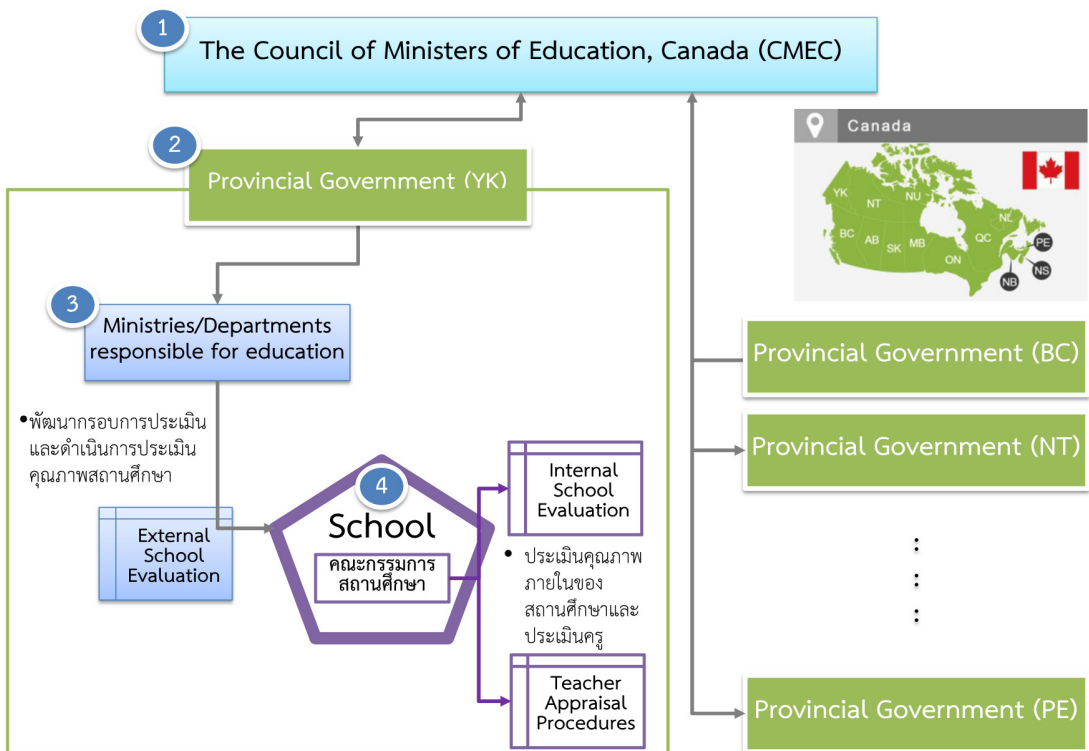 1
The Council of Ministers of Education, Canada (CMEC)
2
Provincial Government (YK)
Canada
YK
NT
NU
BC
AB
SK
MB
ON
QC
NL
PE
NS
NB
3
Ministries/Departments
responsible for education
•พัฒนากรอบการประเมิน
และดำเนินการประเมิน
คุณภาพสถานศึกษา
External
School
Evaluation
4
School
คณะกรรมการ
สถานศึกษา
Internal
School
Evaluation
• ประเมินคุณภาพ
ภายในของ
สถานศึกษาและ
ประเมินครู
Teacher
Appraisal
Procedures
Provincial Government (BC)
Provincial Government (NT)
:
:
:
Provincial Government (PE)